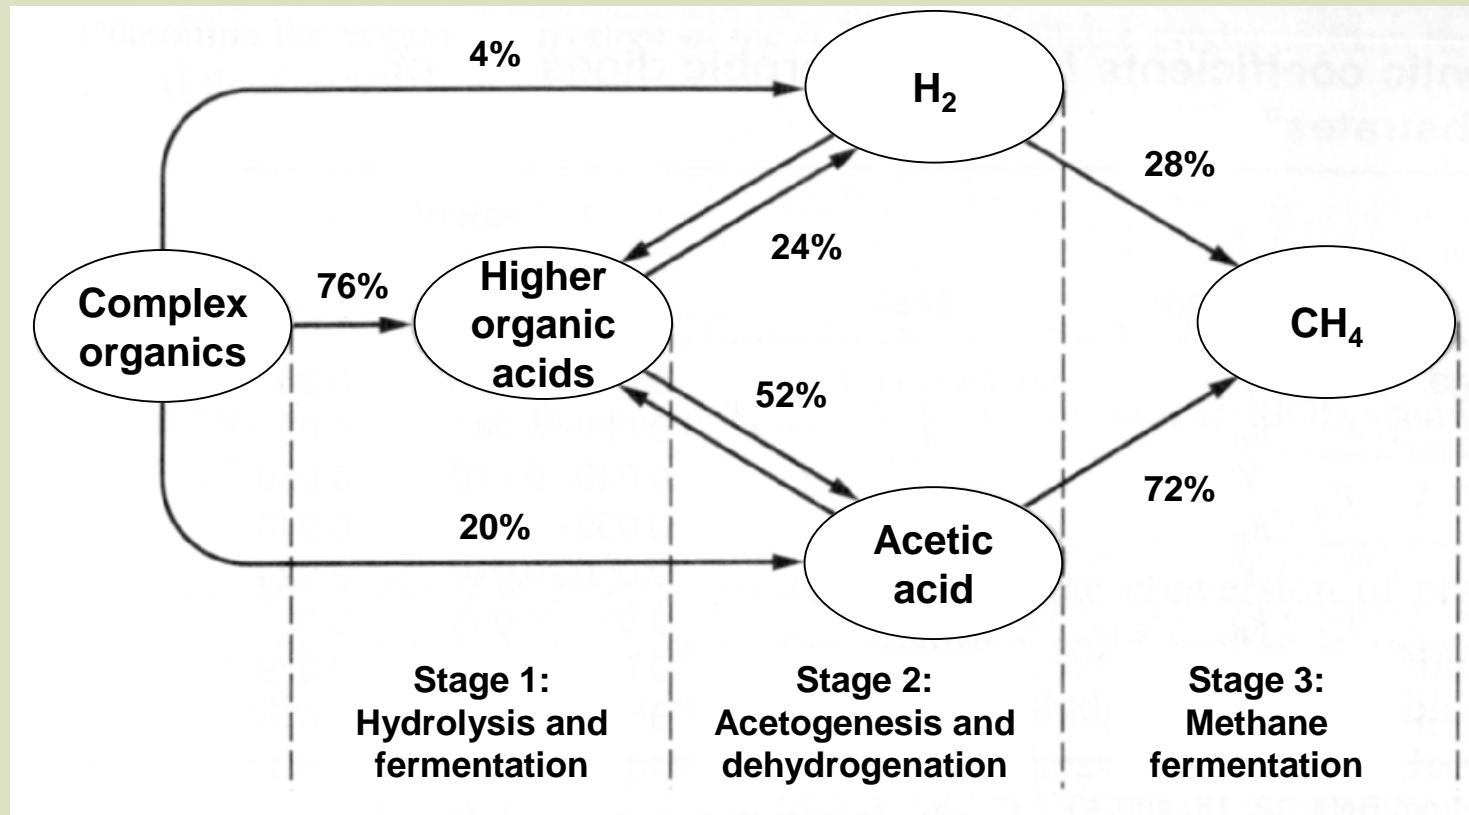 4%
H₂
28%
24%
76%
Complex
organics
Higher
organic
acids
CH₄
52%
72%
20%
Acetic
acid
Stage 1:
Hydrolysis and
fermentation
Stage 2:
Acetogenesis and
dehydrogenation
Stage 3:
Methane
fermentation